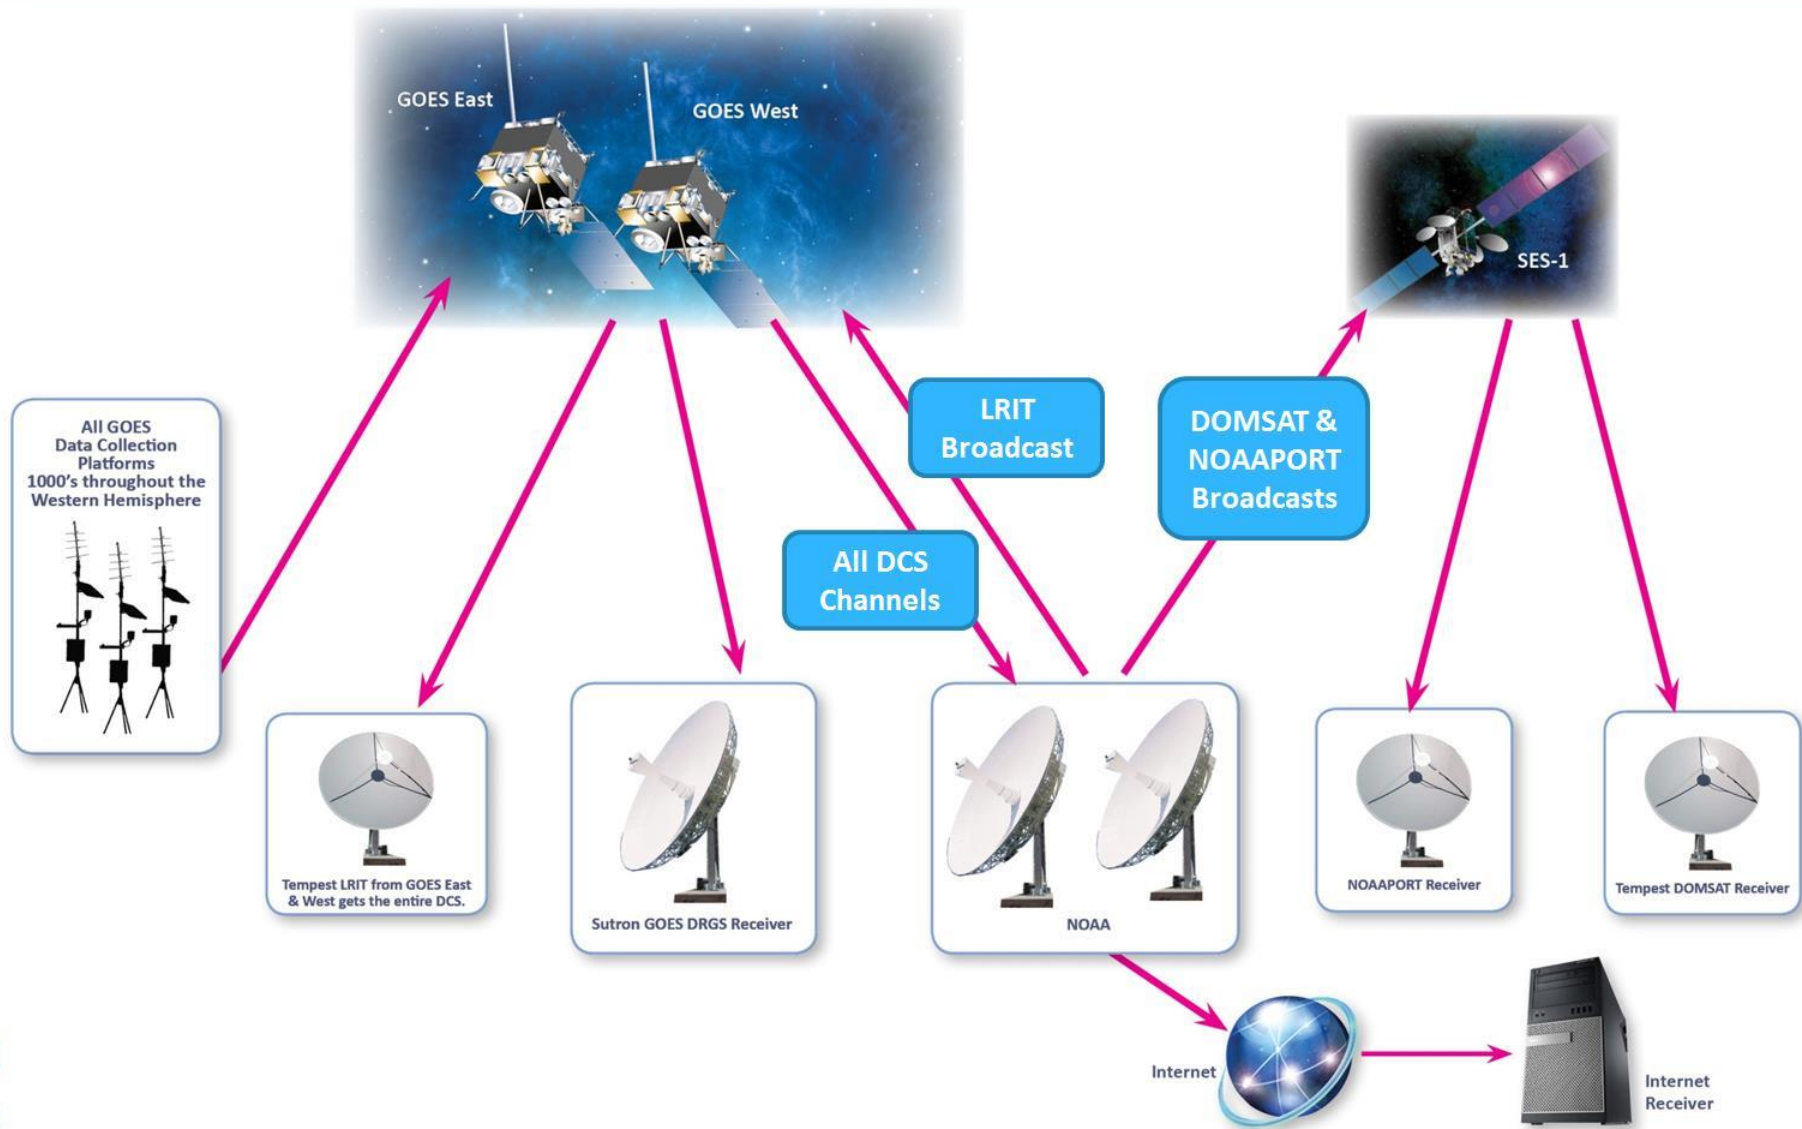 GOES East
GOES West
SES-1
LRIT
Broadcast
DOMSAT &
NOAAPORT
Broadcasts
All GOES
Data Collection
Platforms
1000's throughout the
Western Hemisphere
All DCS
Channels
Tempest LRIT from GOES East
& West gets the entire DCS.
Sutron GOES DRGS Receiver
NOAA
NOAAPORT Receiver
Tempest DOMSAT Receiver
Internet
Internet
Receiver